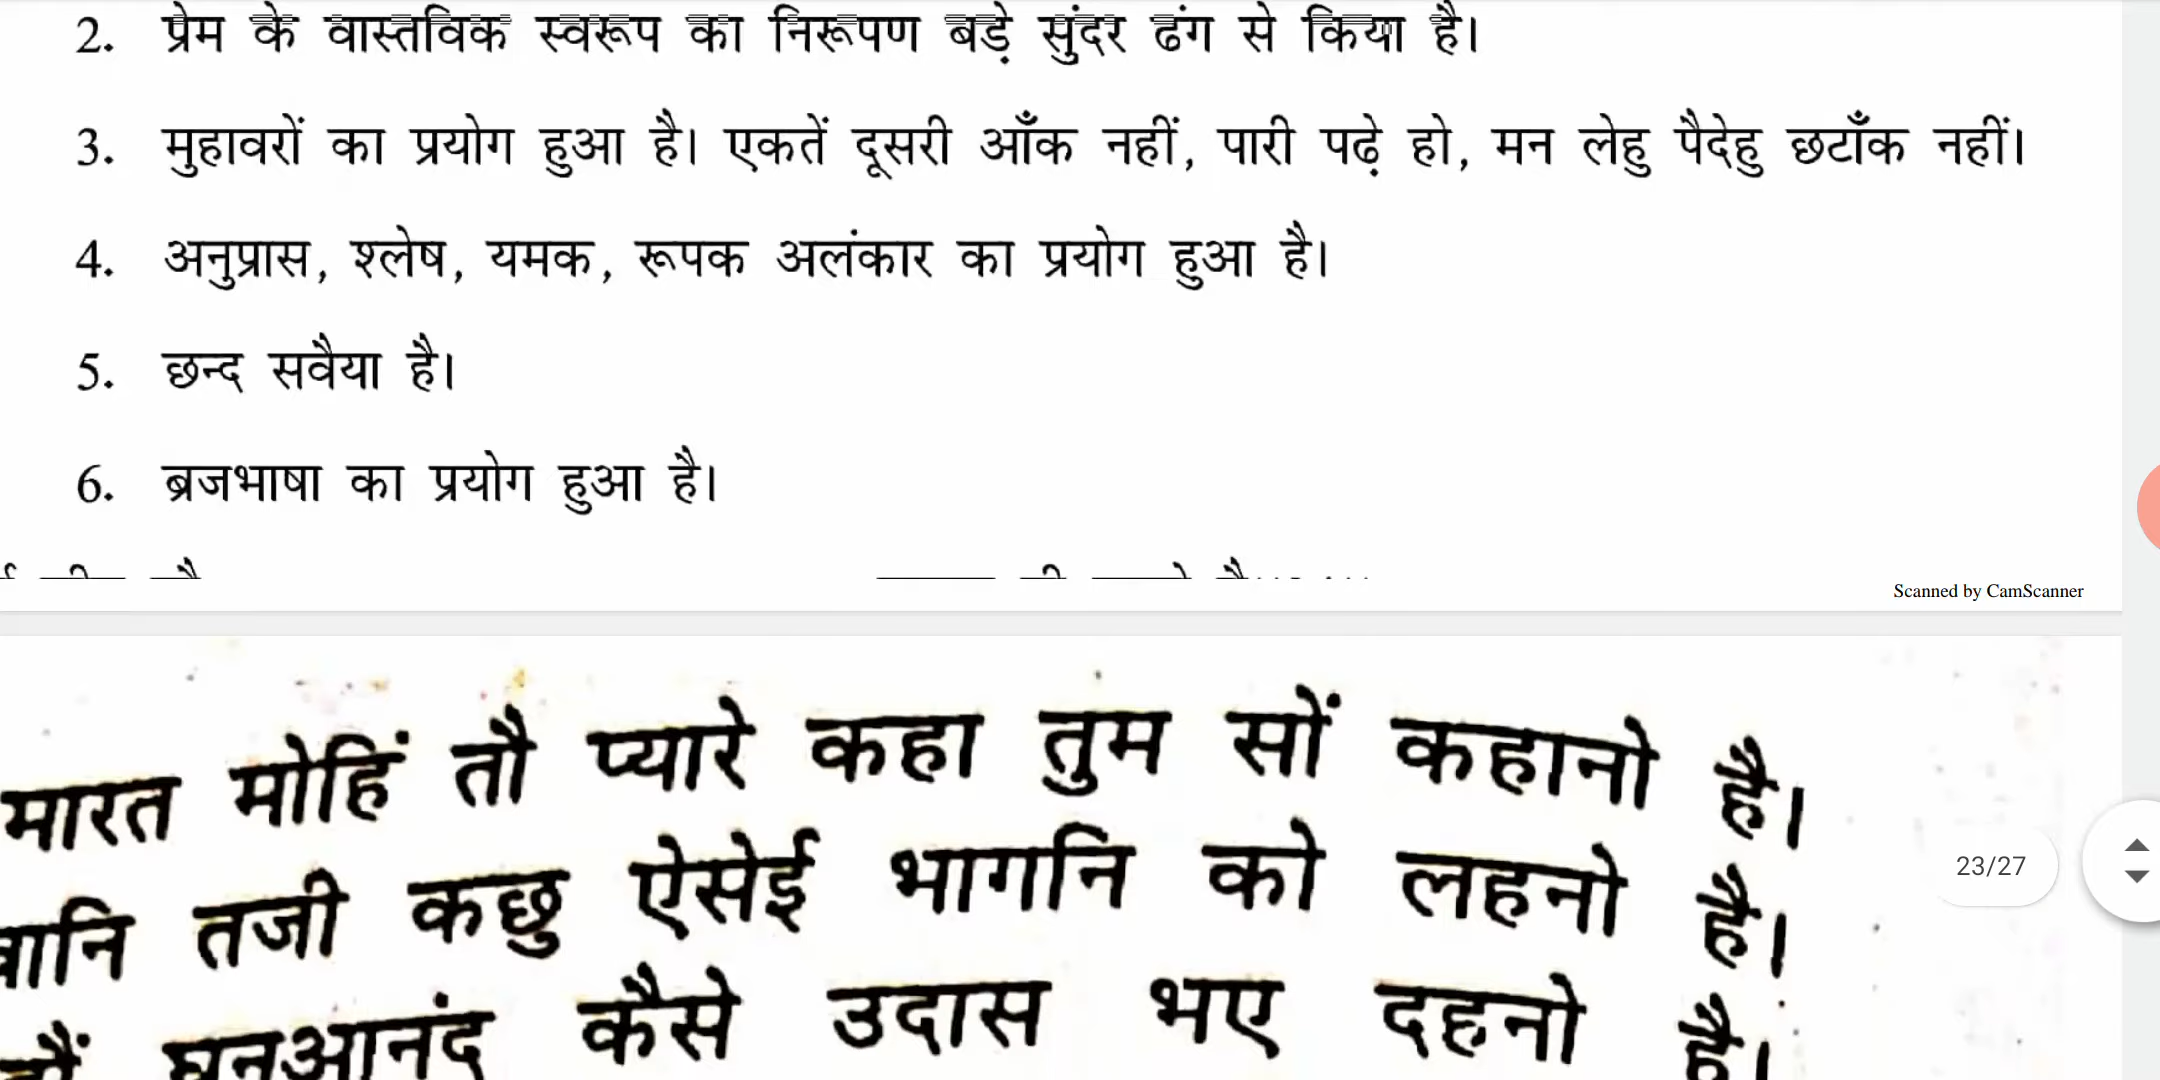 2. प्रेम के वास्तविक स्वरूप का निरूपण बड़े सुंदर ढंग से किया है।
3. मुहावरों का प्रयोग हुआ है। एकतें दूसरी आँक नहीं, पारी पढ़े हो, मन लेहु पैदेहु छटाँक नहीं।
4. अनुप्रास, श्लेष, यमक, रूपक अलंकार का प्रयोग हुआ है।
5. छन्द सवैया है।
6. ब्रजभाषा का प्रयोग हुआ है।
Scanned by CamScanner
मारत मोहिं तौ प्यारे कहा तुम सों कहानो है।
तजी कछु ऐसेई भागनि को लहनो है।
23/27
घनआनंद कैसे उदास भए दहनो है।